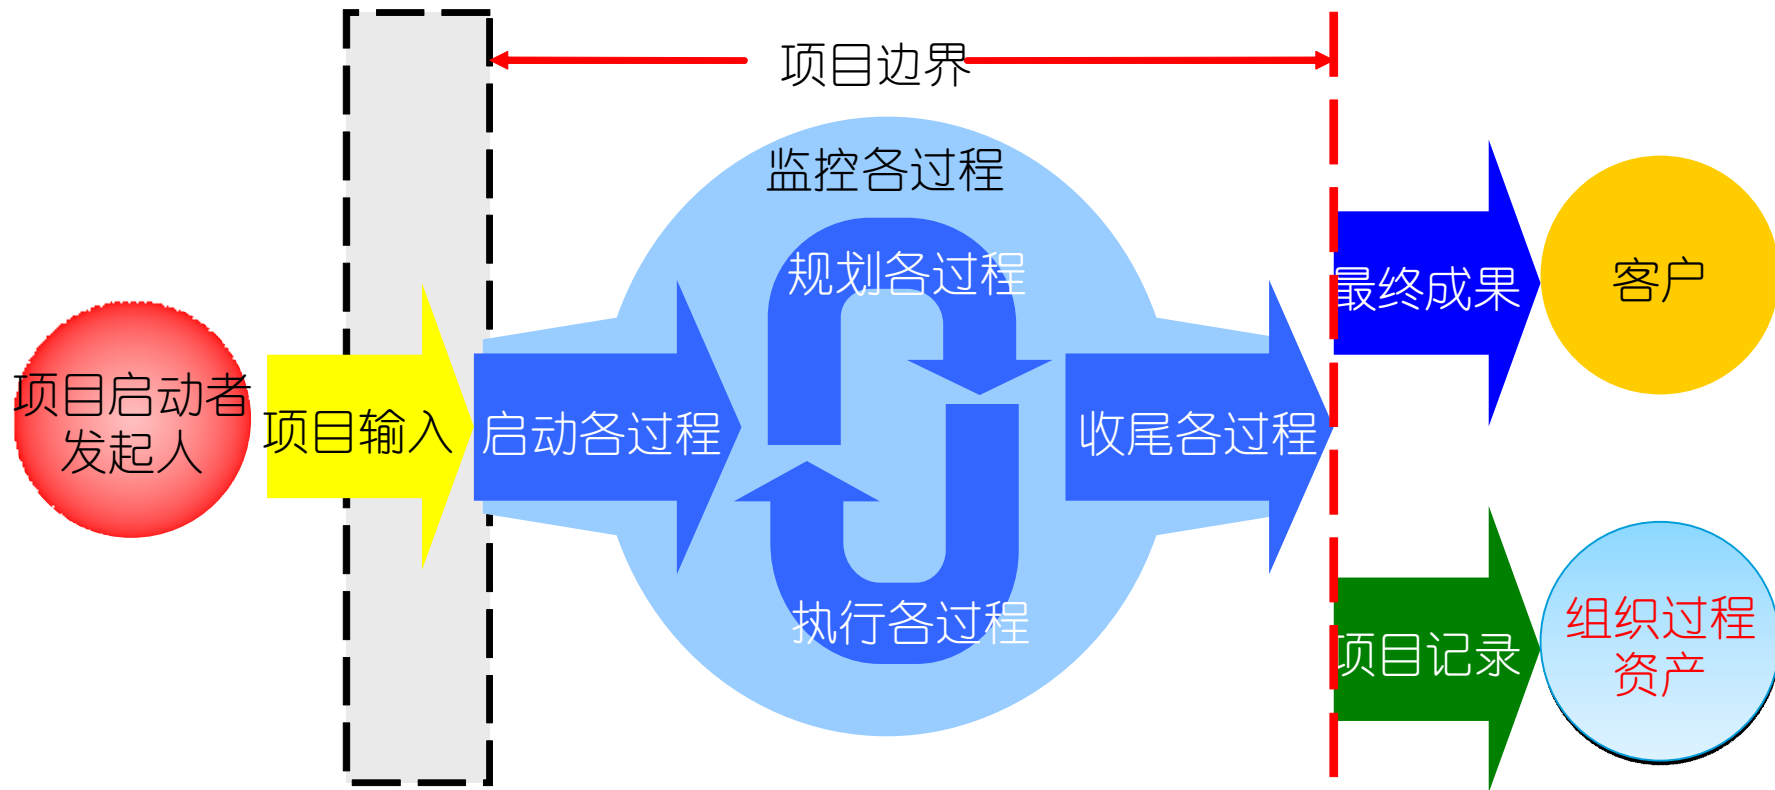 项目边界
监控各过程
规划各过程
最终成果
客户
项目启动者
发起人
项目输入
启动各过程
收尾各过程
执行各过程
项目记录
组织过程
资产